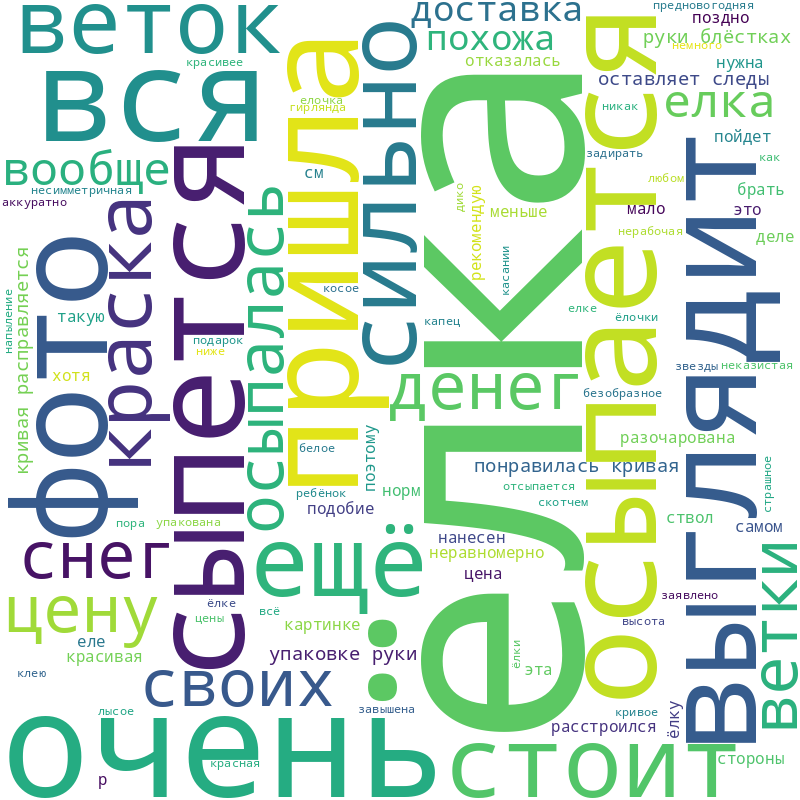 веток
вся
красивее
ёлка
доставка
похожа
отказалась
предновогодняя
поздно
руки блёстках
немного
нужна
оставляет следы
елка
никак
пойдет
задирать
как
любом
брать
мало
это
нерабочая
деле
вообще
несимметричная
аккуратно
елочка
гирлянда
см
дико
рекомендую
меньше
касании
сильно
пришла
осыпается
выглядит
сыпется
осыпалась
краска
фото
напыление
кривая расправляется
такую
хотя
подарок
ниже
косое
капец
елке
ёлочки
звезды
неказистая
денег
безобразное
разочарована
белое
поэтому
понравилась кривая
ребёнок
норм
отсыпается
скотчем
страшное
подобие
ствол
самом
пора
упакована
снег
ещё
нанесен
неравномерно
цена
ветки
цену
ёлке
цены
всё
картинке
заявлено
высота
еле
красивая
упаковке руки
ёлки
эта
клею
своих
завышена
лысое
кривое
расстроился
ёлку
очень
красная
р
стоит
стороны